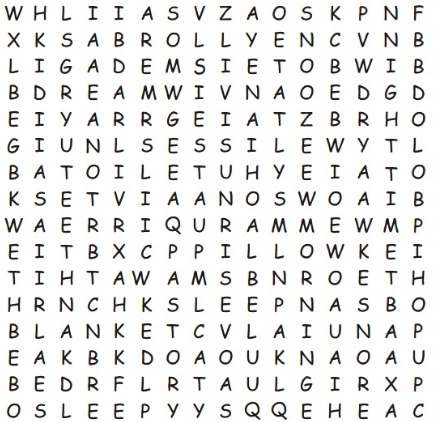 W H L I I A S V Z A O S K P N F
X K S A B R O L L Y E N C V N B
L I G A D E M S I E T O B W I B
B D R E A M W I V N A O E D G D
E I Y A R R G E I A T Z B R H O
G I U N L S E S S I L E W Y T L
B A T O I L E T U H Y E I A T O
K S E T V I A A N O S W O A I B
W A E R R I Q U R A M M E W M P
E I T B X C P P I L L O W K E I
T I H T A W A M S B N R O E T H
H R N C H K S L E E P N A S B O
B L A N K E T C V L A I U N A P
E A K B K D O A O U K N A O A U
B E D R F L R T A U L G I R X P
O S L E E P Y Y S Q Q E H E A C